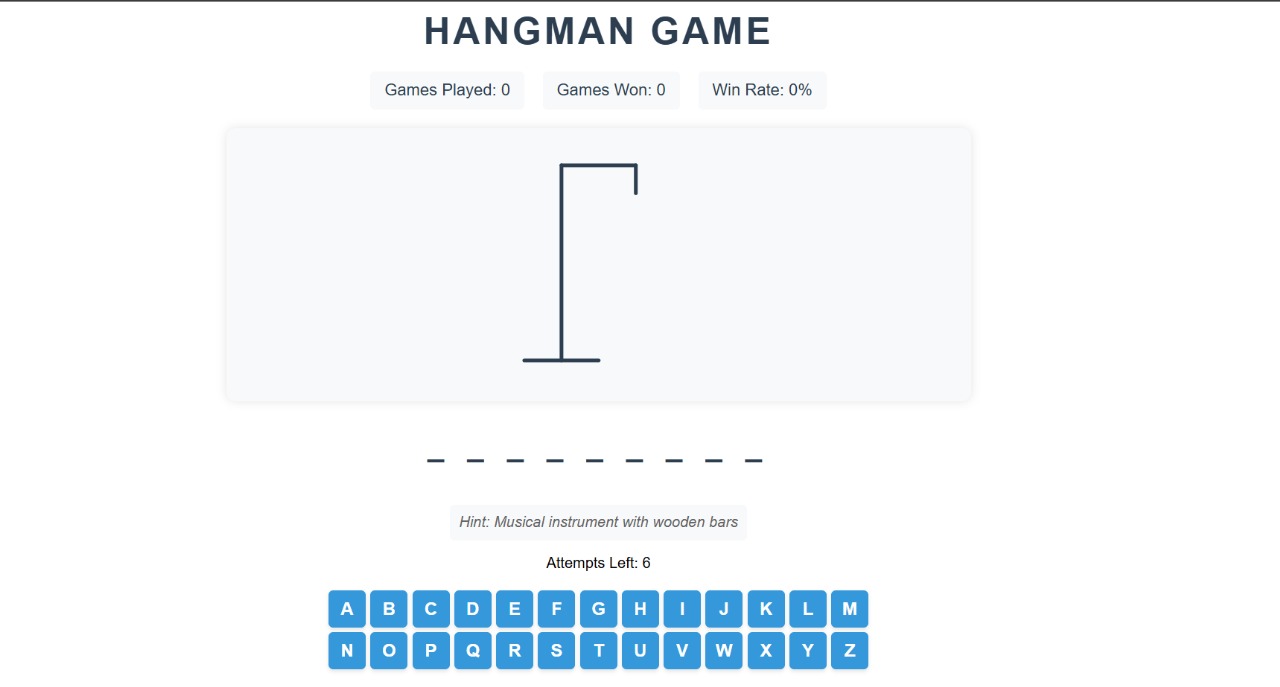 HANGMAN GAME
Games Played: 0 Games Won: 0 Win Rate: 0%
_ _ _ _ _ _ _ _ _
Hint: Musical instrument with wooden bars
Attempts Left: 6
A B C D E F G H I J K L M
N O P Q R S T U V W X Y Z